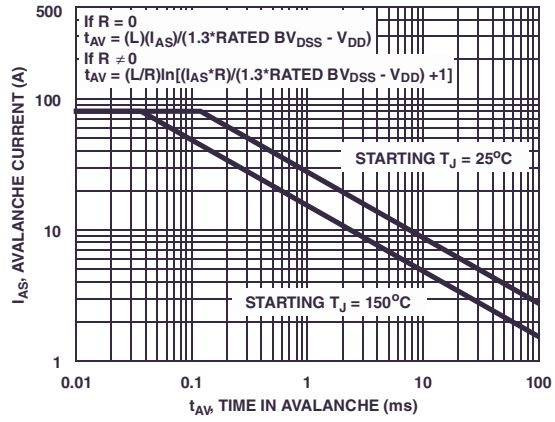 500
If R = 0
tAV = (L)(IAS)/(1.3*RATED BVDSS - VDD)
If R ≠ 0
tAV = (L/R)ln[(IAS*R)/(1.3*RATED BVDSS - VDD) +1]
100
STARTING TJ = 25°C
IAS, AVALANCHE CURRENT (A)
10
STARTING TJ = 150°C
1
0.01 0.1 1 10 100
tAV, TIME IN AVALANCHE (ms)